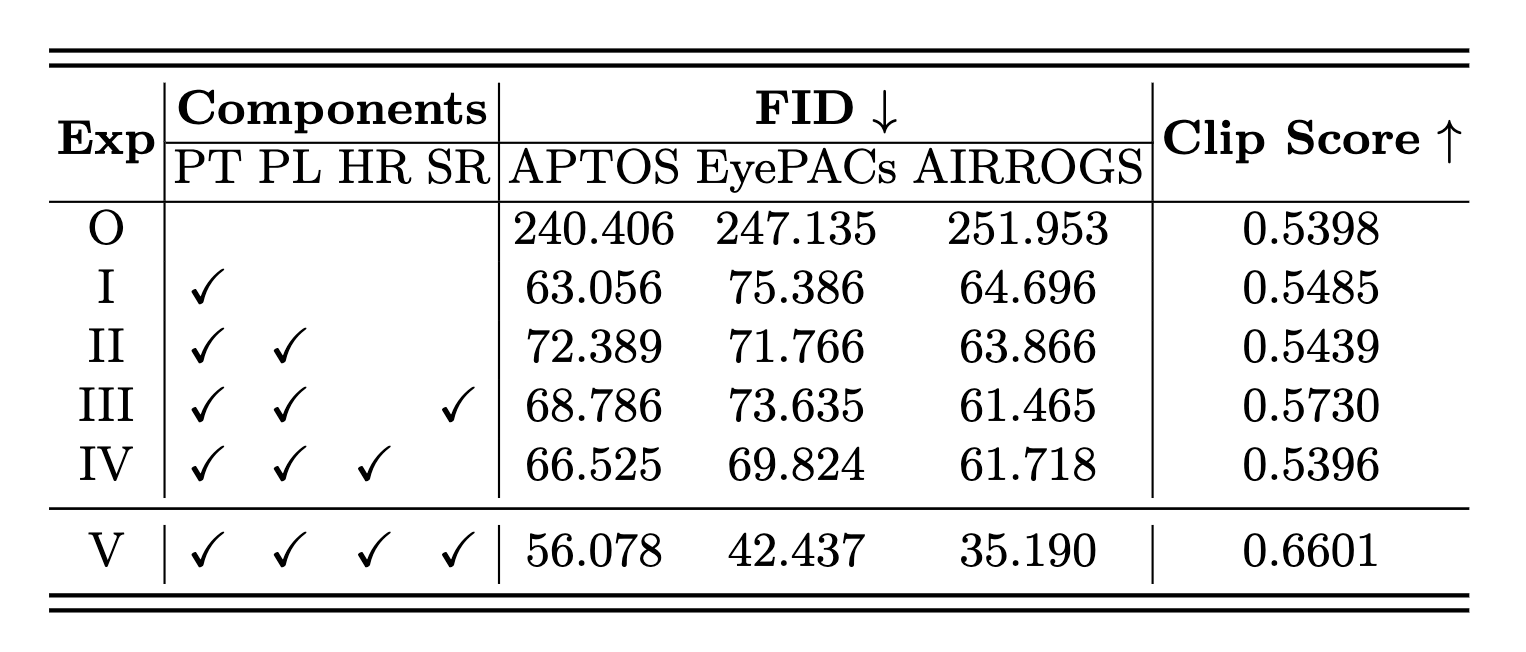 Exp Components FID ↓ Clip Score ↑
PT PL HR SR APTOS EyePACs AIRROGS
O 240.406 247.135 251.953 0.5398
I ✓ 63.056 75.386 64.696 0.5485
II ✓ ✓ 72.389 71.766 63.866 0.5439
III ✓ ✓ ✓ 68.786 73.635 61.465 0.5730
IV ✓ ✓ ✓ 66.525 69.824 61.718 0.5396
V ✓ ✓ ✓ ✓ 56.078 42.437 35.190 0.6601